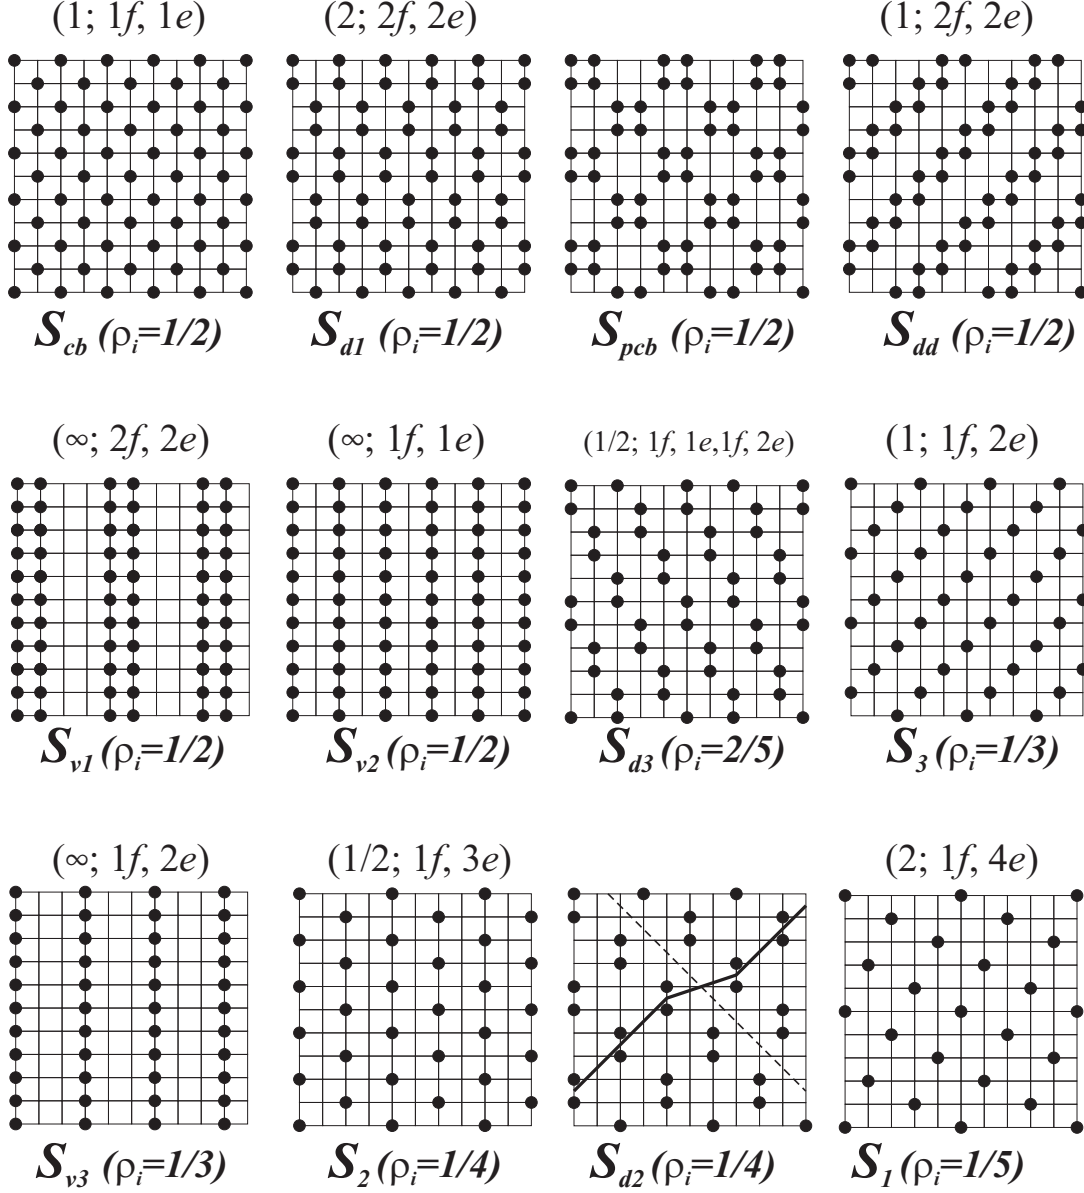 (1; 1f, 1e) (2; 2f, 2e) (1; 2f, 2e)
S_cb (ρ_i=1/2) S_d1 (ρ_i=1/2) S_pcb (ρ_i=1/2) S_dd (ρ_i=1/2)
(∞; 2f, 2e) (∞; 1f, 1e) (1/2; 1f, 1e,1f, 2e) (1; 1f, 2e)
S_v1 (ρ_i=1/2) S_v2 (ρ_i=1/2) S_d3 (ρ_i=2/5) S_3 (ρ_i=1/3)
(∞; 1f, 2e) (1/2; 1f, 3e) (2; 1f, 4e)
S_v3 (ρ_i=1/3) S_2 (ρ_i=1/4) S_d2 (ρ_i=1/4) S_1 (ρ_i=1/5)